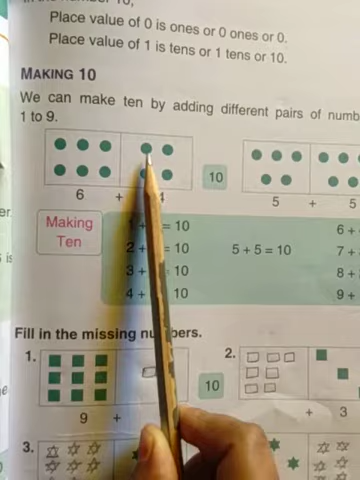 Place value of 0 is ones or 0 ones or 0.
Place value of 1 is tens or 1 tens or 10.
MAKING 10
We can make ten by adding different pairs of
1 to 9.
10
6 + 4
5 + 5
Making
Ten
1 + = 10
2 + = 10
3 + 10
4 + 10
5 + 5 = 10
6 +
7 +
8 +
9 +
Fill in the missing numbers.
1.
2.
10
9 +
+ 3
3.